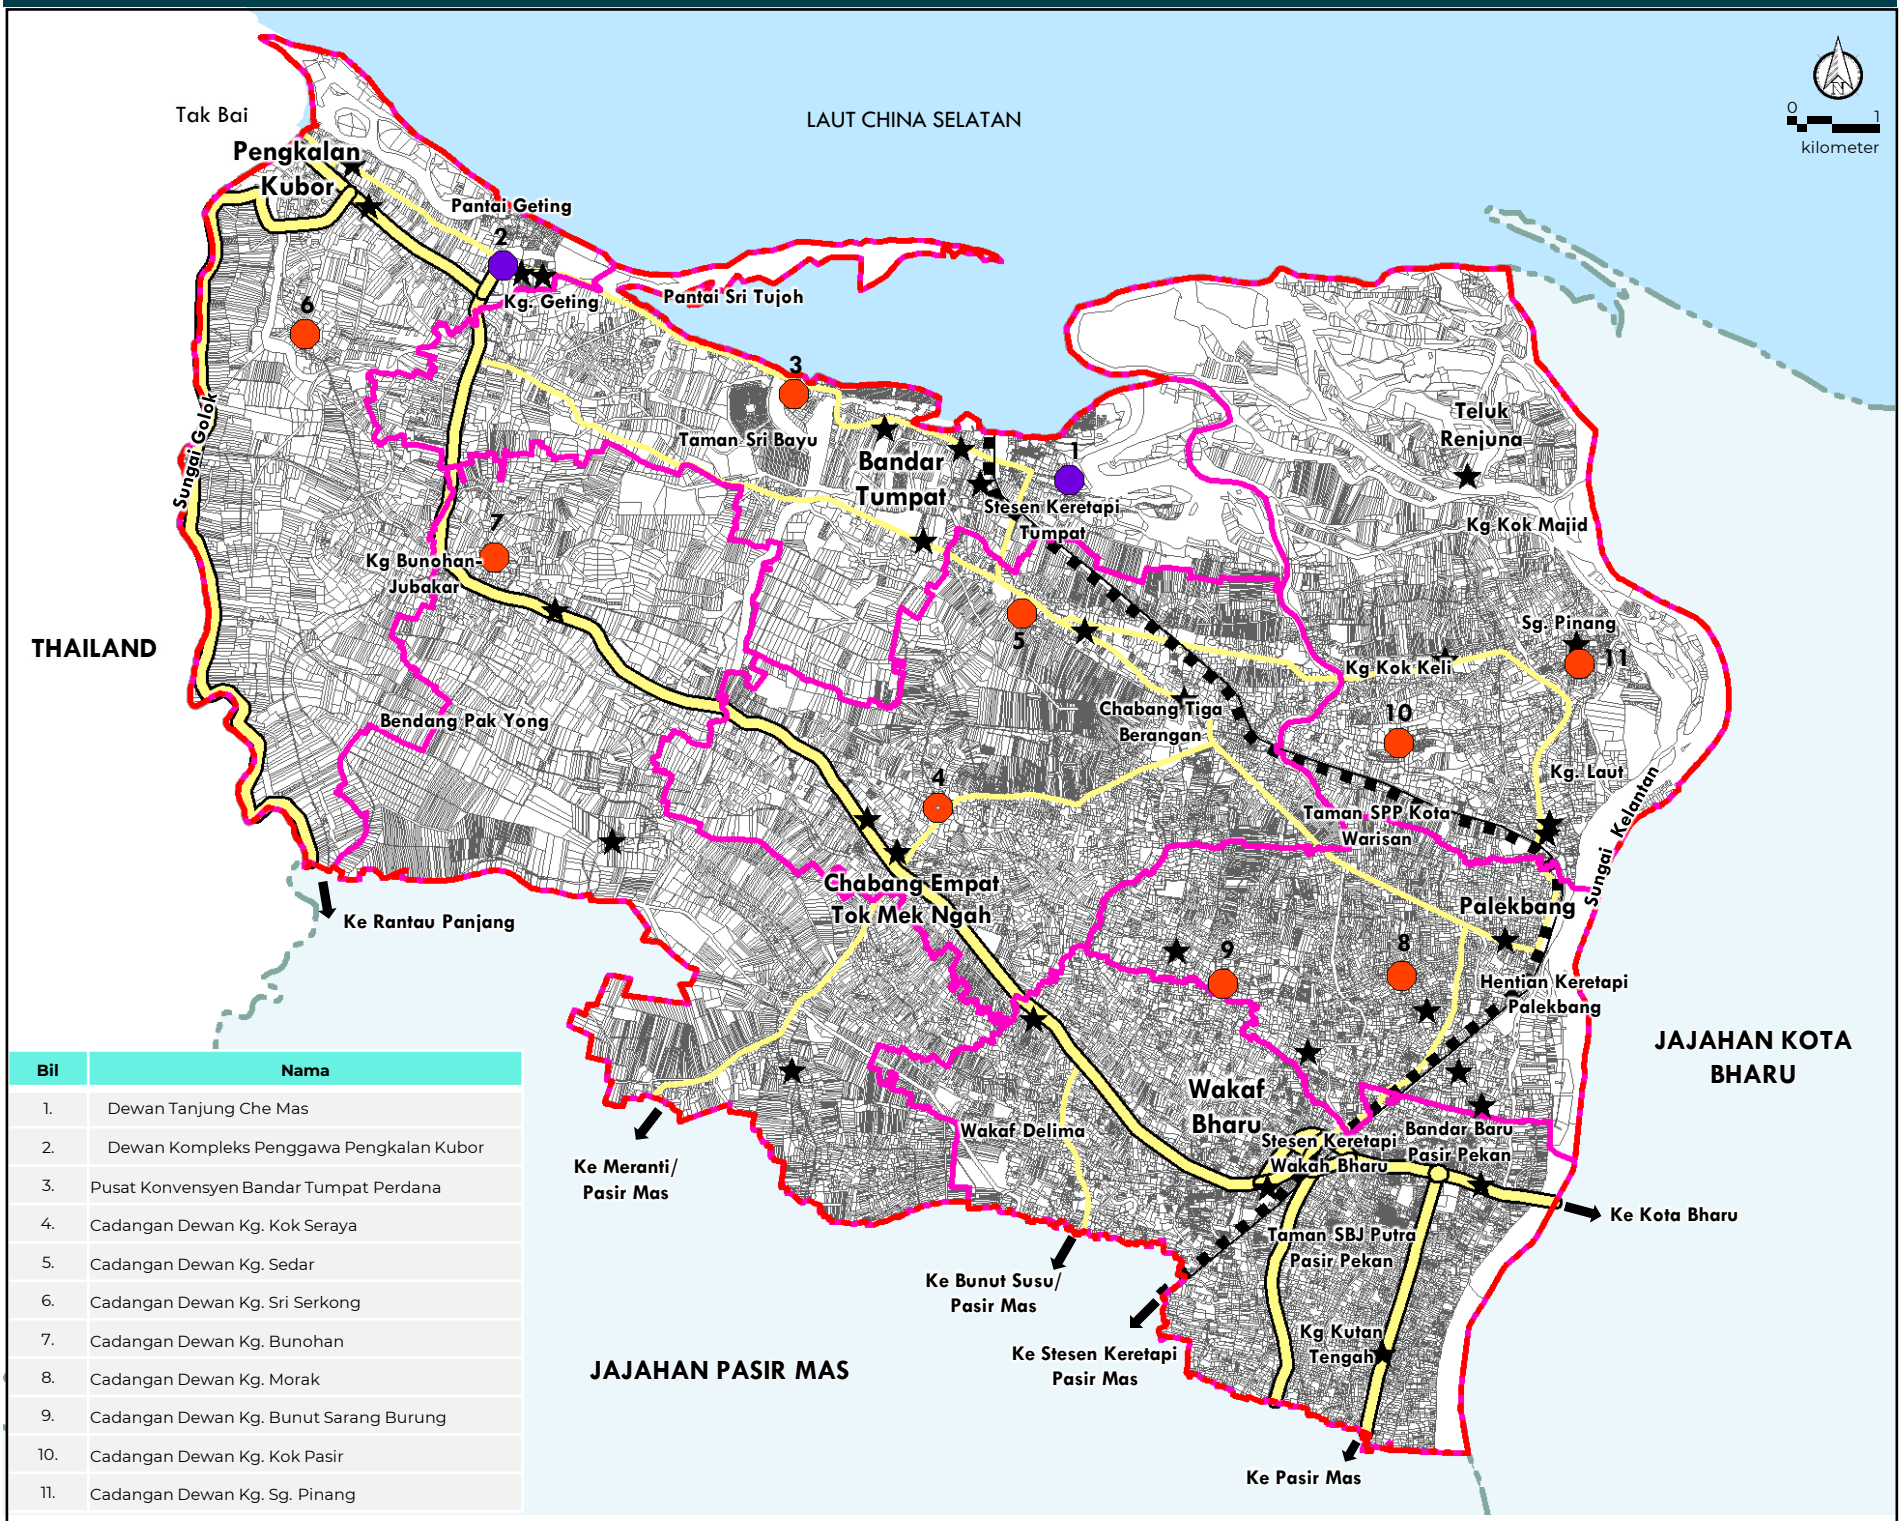 LAUT CHINA SELATAN
0 1
kilometer
N
Tak Bai
Pengkalan
Kubor
Pantai Geting
2
Kg. Geting
Pantai Sri Tujoh
6
3
Sungai Golok
Taman Sri Bayu
Bandar
Tumpat
1
Stesen Keretapi
Tumpat
Teluk
Renjuna
Kg Kok Majid
7
Kg Bunohan-
Jubakar
THAILAND
5
Sg. Pinang
11
Kg Kok Keli
Bendang Pak Yong
Chabang Tiga
Berangan
10
Kg. Laut
4
Taman SPP Kota
Warisan
Sungai Kelantan
Chabang Empat
Tok Mek Ngah
Palekbang
Ke Rantau Panjang
9
8
Hentian Keretapi
Palekbang
JAJAHAN KOTA
BHARU
Wakaf
Bharu
Wakaf Delima
Bandar Baru
Pasir Pekan
Stesen Keretapi
Wakah Bharu
Ke Meranti/
Pasir Mas
Ke Kota Bharu
Taman SBJ Putra
Pasir Pekan
Ke Bunut Susu/
Pasir Mas
Kg Kutan
Tengah
Ke Stesen Keretapi
Pasir Mas
JAJAHAN PASIR MAS
Ke Pasir Mas
Bil Nama
1. Dewan Tanjung Che Mas
2. Dewan Kompleks Penggawa Pengkalan Kubor
3. Pusat Konvensyen Bandar Tumpat Perdana
4. Cadangan Dewan Kg. Kok Seraya
5. Cadangan Dewan Kg. Sedar
6. Cadangan Dewan Kg. Sri Serkong
7. Cadangan Dewan Kg. Bunohan
8. Cadangan Dewan Kg. Morak
9. Cadangan Dewan Kg. Bunut Sarang Burung
10. Cadangan Dewan Kg. Kok Pasir
11. Cadangan Dewan Kg. Sg. Pinang